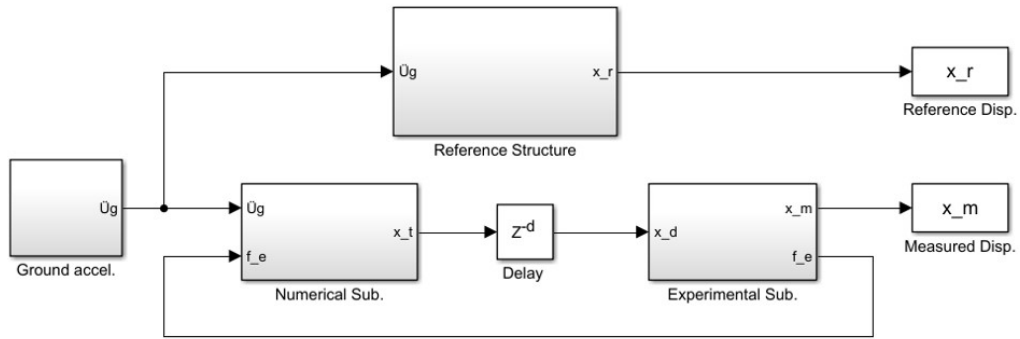 Üg
x_r
x_r
Reference Disp.
Reference Structure
Üg
Ground accel.
Üg
f_e
x_t
Numerical Sub.
Z-d
Delay
x_d
x_m
f_e
Experimental Sub.
x_m
Measured Disp.